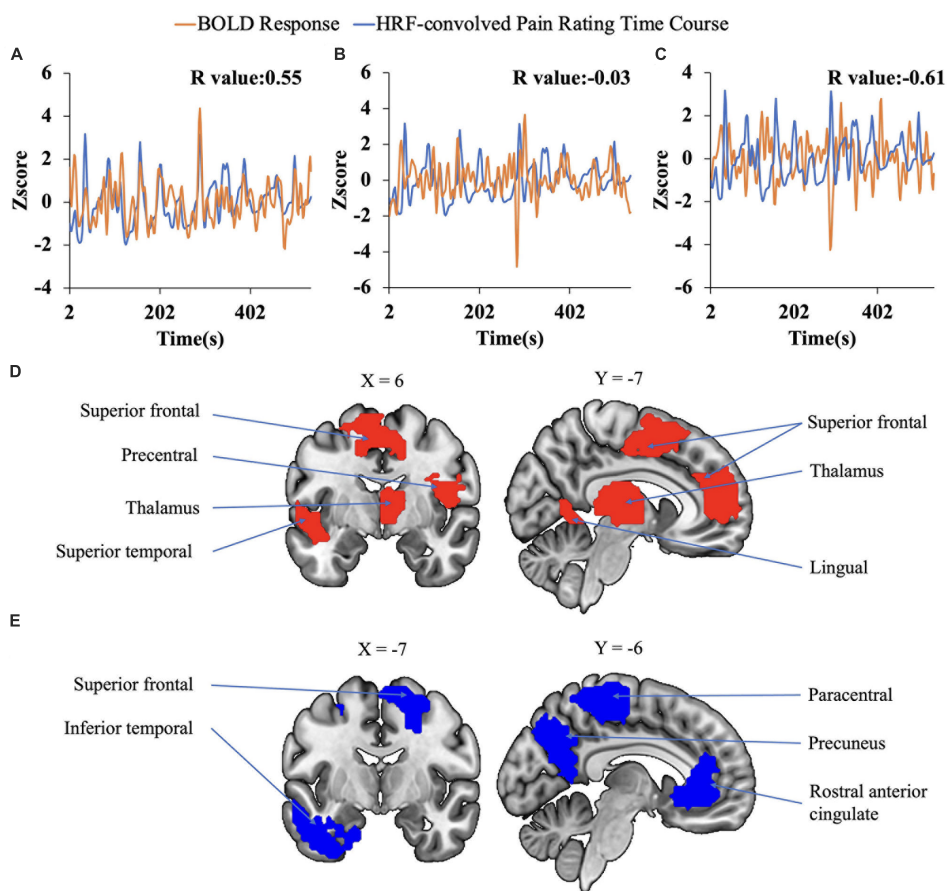 BOLD Response HRF-convolved Pain Rating Time Course
A
R value:0.55
6
4
2
0
-2
-4
Zscore
2 202 402
Time(s)
B
R value:-0.03
6
4
2
0
-2
-4
-6
Zscore
2 202 402
Time(s)
C
R value:-0.61
4
2
0
-2
-4
-6
Zscore
2 202 402
Time(s)
D
X = 6
Superior frontal
Precentral
Thalamus
Superior temporal
Y = -7
Superior frontal
Thalamus
Lingual
E
X = -7
Superior frontal
Inferior temporal
Y = -6
Paracentral
Precuneus
Rostral anterior
cingulate